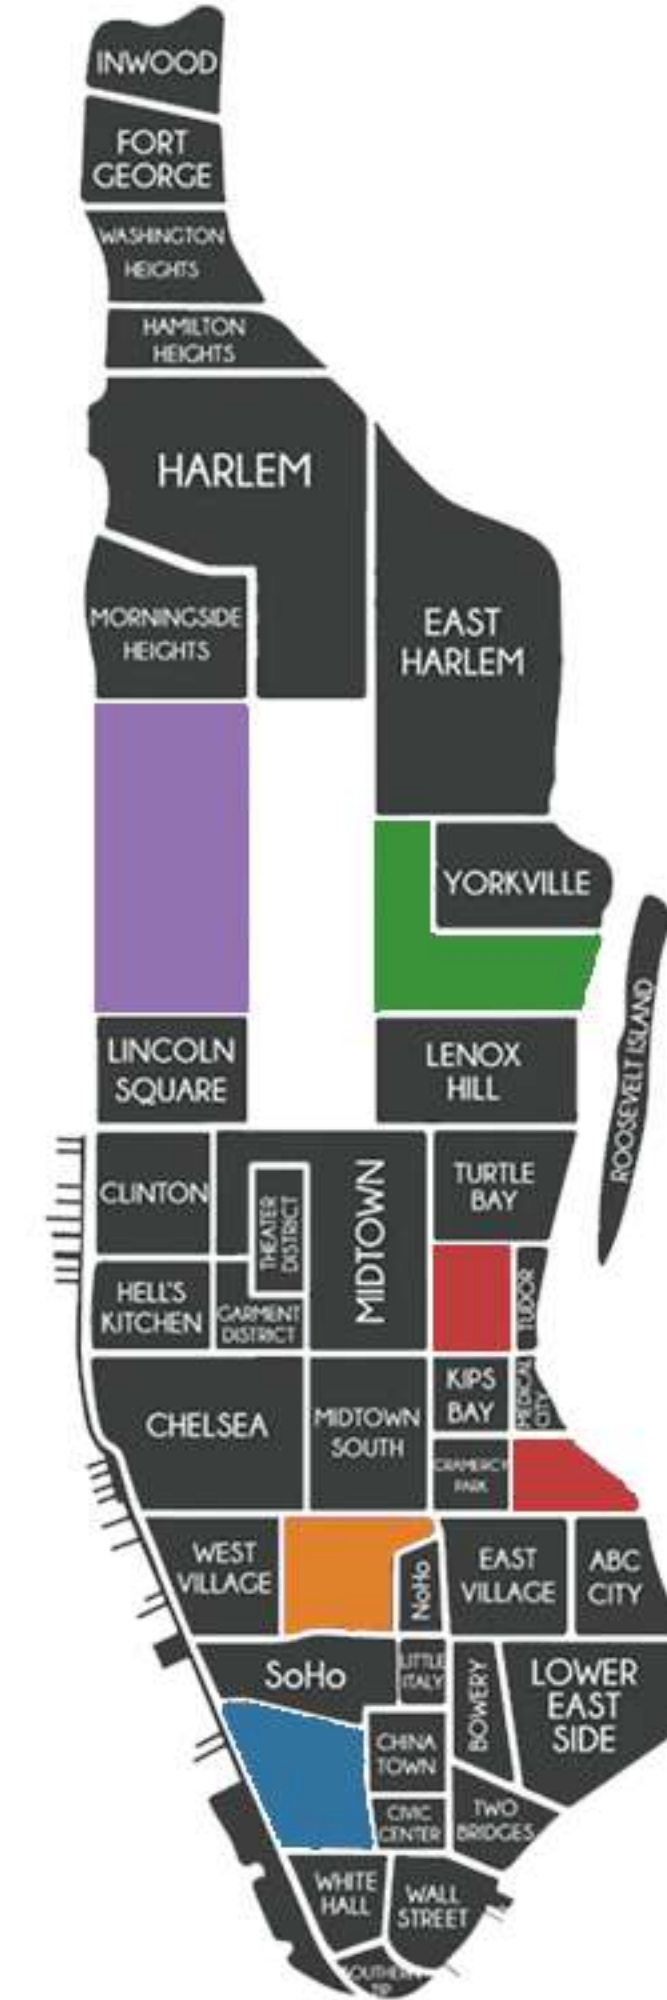 INWOOD
FORT
GEORGE
WASHINGTON
HEIGHTS
HAMILTON
HEIGHTS
HARLEM
MORNINGSIDE
HEIGHTS
EAST
HARLEM
YORKVILLE
ROOSEVELT ISLAND
LINCOLN
SQUARE
LENOX
HILL
CLINTON
THEATER
DISTRICT
MIDTOWN
TURTLE
BAY
HELL'S
KITCHEN
GARMENT
DISTRICT
TUDOR
CHELSEA
MIDTOWN
SOUTH
KIPS
BAY
MEDICAL
CITY
GRAMERCY
PARK
WEST
VILLAGE
NoHo
EAST
VILLAGE
ABC
CITY
SoHo
LITTLE
ITALY
BOWERY
LOWER
EAST
SIDE
CHINA
TOWN
CIVIC
CENTER
TWO
BRIDGES
WHITE
HALL
WALL
STREET
SOUTHERN
TIP